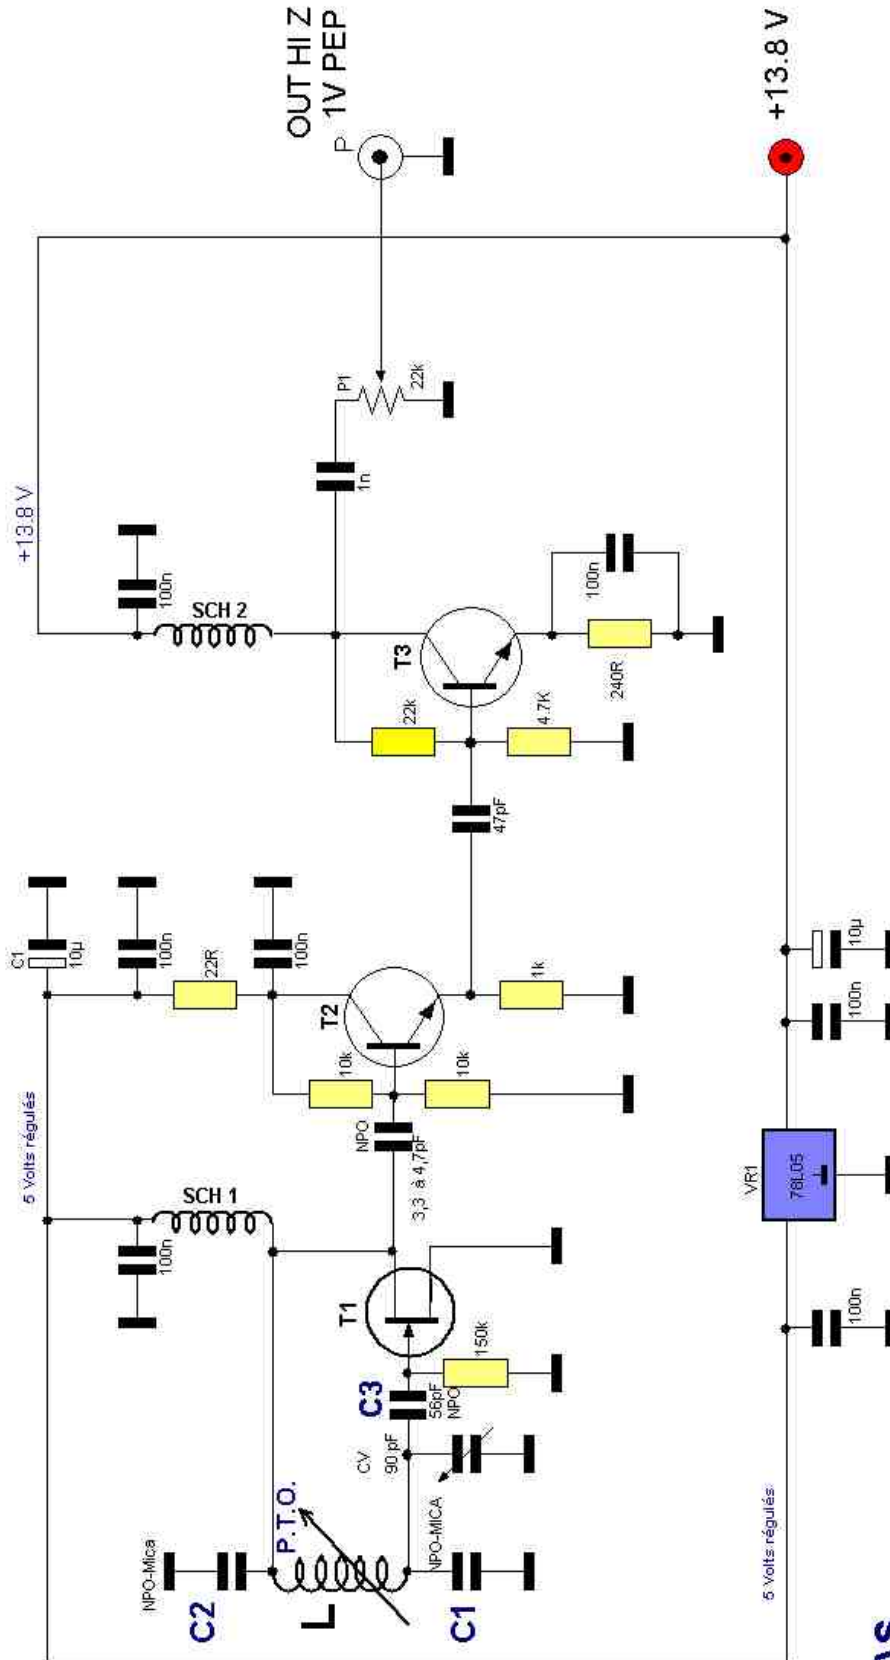 OUT HI Z
1V PEP
P
+13.8 V
+13.8 V
100n
SCH 2
1n
P1
22k
T3
22k
4.7K
240R
100n
47pF
C1
10µ
100n
22R
100n
T2
10k
10k
1k
NPO
3,3 à 4,7pF
5 Volts régulés
100n
SCH 1
T1
150k
C3
56pF
NPO
CV
90 pF
P.T.O.
NPO-Mica
C2
L
NPO-MICA
C1
5 Volts régulés
100n
VR1
78L05
100n
10µ